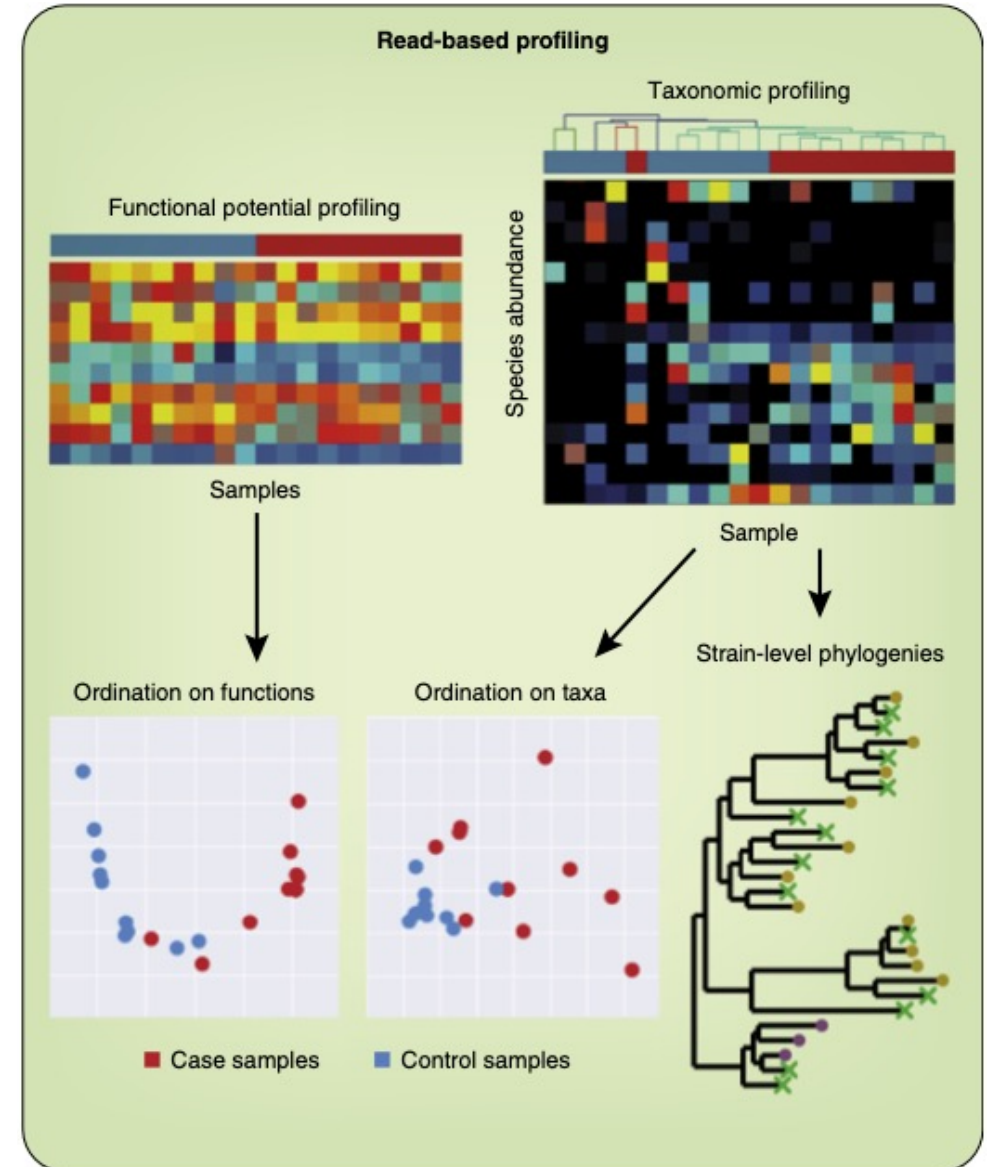 Read-based profiling
Taxonomic profiling
Functional potential profiling
Species abundance
Samples
Sample
Strain-level phylogenies
Ordination on functions
Ordination on taxa
Case samples
Control samples